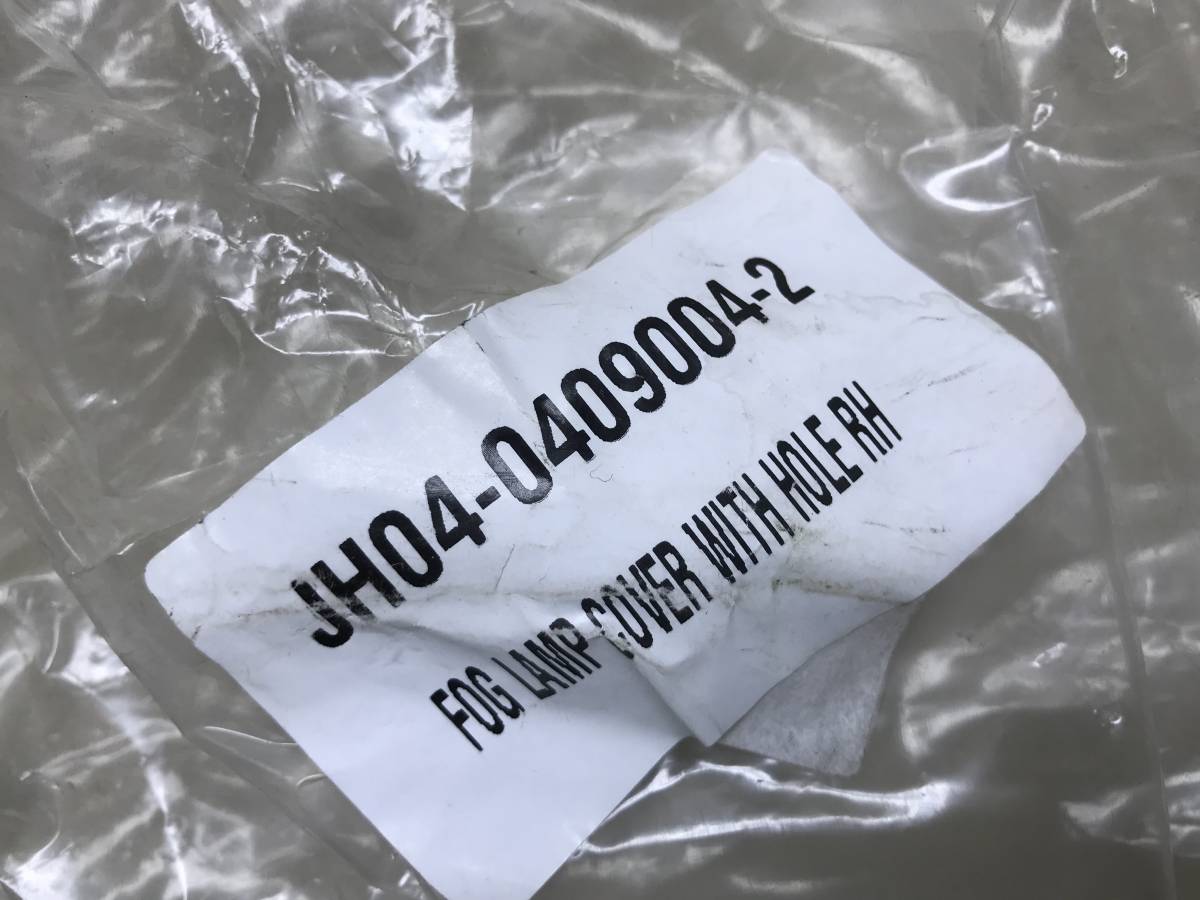 JH04-0409004-2
FOG LAMP COVER WITH HOLE RH